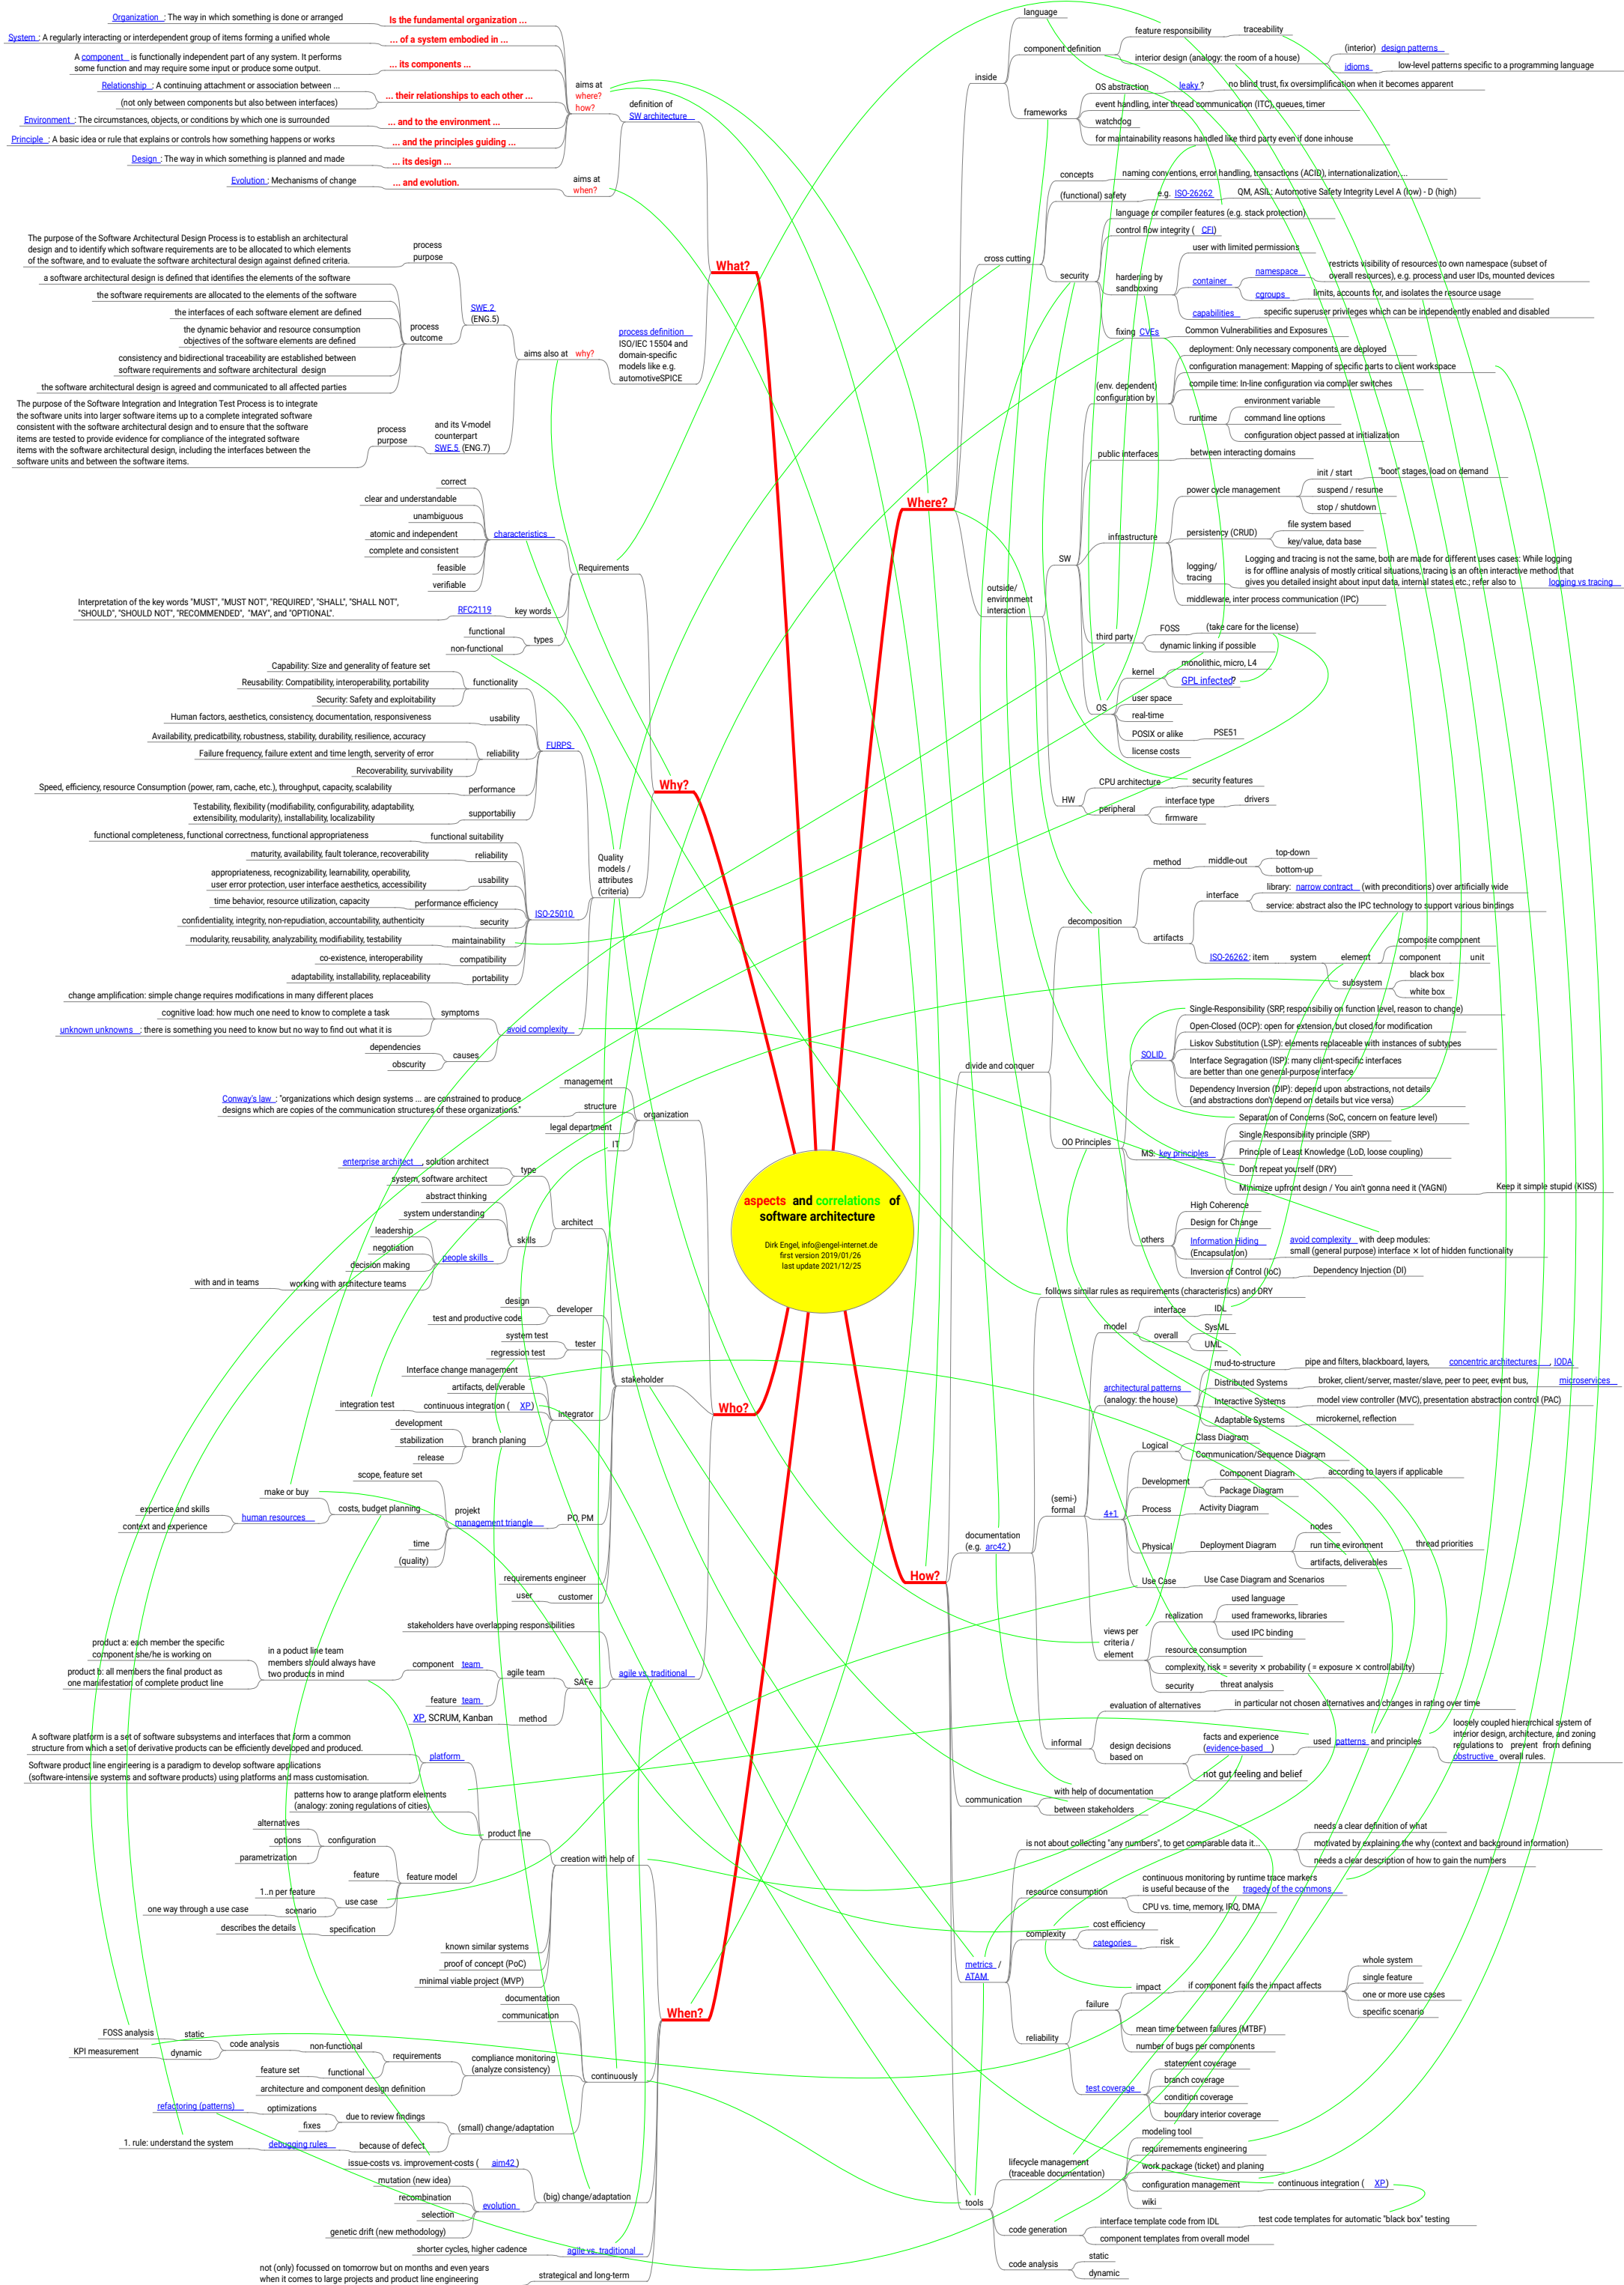 aspects and correlations of
software architecture
Dirk Engel, info@engel-internet.de
first version 2019/01/26
last update 2021/12/25
What?
definition of
SW architecture
aims at
where?
how?
Is the fundamental organization ...
Organization : The way in which something is done or arranged
... of a system embodied in ...
System : A regularly interacting or interdependent group of items forming a unified whole
... its components ...
A component is functionally independent part of any system. It performs
some function and may require some input or produce some output.
... their relationships to each other ...
Relationship : A continuing attachment or association between ...
(not only between components but also between interfaces)
... and to the environment ...
Environment : The circumstances, objects, or conditions by which one is surrounded
... and the principles guiding ...
Principle : A basic idea or rule that explains or controls how something happens or works
... its design ...
Design : The way in which something is planned and made
aims at
when?
... and evolution.
Evolution : Mechanisms of change
process definition
ISO/IEC 15504 and
domain-specific
models like e.g.
automotiveSPICE
aims also at why?
SWE.2
(ENG.5)
process
purpose
The purpose of the Software Architectural Design Process is to establish an architectural
design and to identify which software requirements are to be allocated to which elements
of the software, and to evaluate the software architectural design against defined criteria.
process
outcome
a software architectural design is defined that identifies the elements of the software
the software requirements are allocated to the elements of the software
the interfaces of each software element are defined
the dynamic behavior and resource consumption
objectives of the software elements are defined
consistency and bidirectional traceability are established between
software requirements and software architectural design
the software architectural design is agreed and communicated to all affected parties
and its V-model
counterpart
SWE.5 (ENG.7)
process
purpose
The purpose of the Software Integration and Integration Test Process is to integrate
the software units into larger software items up to a complete integrated software
consistent with the software architectural design and to ensure that the software
items are tested to provide evidence for compliance of the integrated software
items with the software architectural design, including the interfaces between the
software units and between the software items.
Why?
Requirements
characteristics
correct
clear and understandable
unambiguous
atomic and independent
complete and consistent
feasible
verifiable
key words
RFC2119
Interpretation of the key words "MUST", "MUST NOT", "REQUIRED", "SHALL", "SHALL NOT",
"SHOULD", "SHOULD NOT", "RECOMMENDED", "MAY", and "OPTIONAL".
types
functional
non-functional
Quality
models /
attributes
(criteria)
FURPS
functionality
Capability: Size and generality of feature set
Reusability: Compatibility, interoperability, portability
Security: Safety and exploitability
usability
Human factors, aesthetics, consistency, documentation, responsiveness
reliability
Availability, predicatbility, robustness, stability, durability, resilience, accuracy
Failure frequency, failure extent and time length, serverity of error
Recoverability, survivability
performance
Speed, efficiency, resource Consumption (power, ram, cache, etc.), throughput, capacity, scalability
supportabiliy
Testability, flexibility (modifiability, configurability, adaptability,
extensibility, modularity), installability, localizability
ISO-25010
functional suitability
functional completeness, functional correctness, functional appropriateness
reliability
maturity, availability, fault tolerance, recoverability
usability
appropriateness, recognizability, learnability, operability,
user error protection, user interface aesthetics, accessibility
performance efficiency
time behavior, resource utilization, capacity
security
confidentiality, integrity, non-repudiation, accountability, authenticity
maintainability
modularity, reusability, analyzability, modifiability, testability
compatibility
co-existence, interoperability
portability
adaptability, installability, replaceability
avoid complexity
symptoms
change amplification: simple change requires modifications in many different places
cognitive load: how much one need to know to complete a task
unknown unknowns : there is something you need to know but no way to find out what it is
causes
dependencies
obscurity
Who?
organization
management
structure
Conway's law : "organizations which design systems ... are constrained to produce
designs which are copies of the communication structures of these organizations."
legal department
IT
stakeholder
architect
type
enterprise architect , solution architect
system, software architect
skills
abstract thinking
system understanding
people skills
leadership
negotiation
decision making
working with architecture teams
with and in teams
developer
design
test and productive code
tester
system test
regression test
integrator
Interface change management
artifacts, deliverable
continuous integration ( XP)
integration test
branch planing
development
stabilization
release
PO, PM
projekt
management triangle
scope, feature set
costs, budget planning
make or buy
human resources
expertice and skills
context and experience
time
(quality)
requirements engineer
customer
user
agile vs. traditional
stakeholders have overlapping responsibilities
SAFe
agile team
component team
in a poduct line team
members should always have
two products in mind
product a: each member the specific
component she/he is working on
product b: all members the final product as
one manifestation of complete product line
feature team
method
XP, SCRUM, Kanban
When?
creation with help of
product line
platform
A software platform is a set of software subsystems and interfaces that form a common
structure from which a set of derivative products can be efficiently developed and produced.
Software product line engineering is a paradigm to develop software applications
(software-intensive systems and software products) using platforms and mass customisation.
patterns how to arange platform elements
(analogy: zoning regulations of cities)
feature model
configuration
alternatives
options
parametrization
feature
use case
1..n per feature
scenario
one way through a use case
specification
describes the details
known similar systems
proof of concept (PoC)
minimal viable project (MVP)
continuously
documentation
communication
compliance monitoring
(analyze consistency)
requirements
non-functional
code analysis
static
FOSS analysis
dynamic
KPI measurement
functional
feature set
architecture and component design definition
(small) change/adaptation
due to review findings
optimizations
refactoring (patterns)
fixes
because of defect
debugging rules
1. rule: understand the system
(big) change/adaptation
issue-costs vs. improvement-costs ( aim42 )
evolution
mutation (new idea)
recombination
selection
genetic drift (new methodology)
agile vs. traditional
shorter cycles, higher cadence
strategical and long-term
not (only) focussed on tomorrow but on months and even years
when it comes to large projects and product line engineering
Where?
inside
language
component definition
feature responsibility
traceability
interior design (analogy: the room of a house)
(interior) design patterns
idioms
low-level patterns specific to a programming language
frameworks
OS abstraction
leaky ?
no blind trust, fix oversimplification when it becomes apparent
event handling, inter thread communication (ITC), queues, timer
watchdog
for maintainability reasons handled like third party even if done inhouse
cross cutting
concepts
naming conventions, error handling, transactions (ACID), internationalization, ...
(functional) safety
e.g. ISO-26262
QM, ASIL: Automotive Safety Integrity Level A (low) - D (high)
security
language or compiler features (e.g. stack protection)
control flow integrity ( CFI)
hardening by
sandboxing
user with limited permissions
container
namespace
restricts visibility of resources to own namespace (subset of
overall resources), e.g. process and user IDs, mounted devices
cgroups
limits, accounts for, and isolates the resource usage
capabilities
specific superuser privileges which can be independently enabled and disabled
fixing CVEs
Common Vulnerabilities and Exposures
outside/
environment
interaction
SW
(env. dependent)
configuration by
deployment: Only necessary components are deployed
configuration management: Mapping of specific parts to client workspace
compile time: In-line configuration via compiler switches
runtime
environment variable
command line options
configuration object passed at initialization
public interfaces
between interacting domains
infrastructure
power cycle management
init / start
"boot" stages, load on demand
suspend / resume
stop / shutdown
persistency (CRUD)
file system based
key/value, data base
logging/
tracing
Logging and tracing is not the same, both are made for different uses cases: While logging
is for offline analysis of mostly critical situations, tracing is an often interactive method that
gives you detailed insight about input data, internal states etc.; refer also to logging vs tracing
middleware, inter process communication (IPC)
third party
FOSS
(take care for the license)
dynamic linking if possible
OS
kernel
monolithic, micro, L4
GPL infected?
user space
real-time
POSIX or alike
PSE51
license costs
HW
CPU architecture
security features
peripheral
interface type
drivers
firmware
How?
divide and conquer
decomposition
method
middle-out
top-down
bottom-up
artifacts
interface
library: narrow contract (with preconditions) over artificially wide
service: abstract also the IPC technology to support various bindings
ISO-26262: item
system
element
composite component
component
unit
subsystem
black box
white box
OO Principles
SOLID
Single-Responsibility (SRP, responsibiliy on function level, reason to change)
Open-Closed (OCP): open for extension, but closed for modification
Liskov Substitution (LSP): elements replaceable with instances of subtypes
Interface Segragation (ISP): many client-specific interfaces
are better than one general-purpose interface
Dependency Inversion (DIP): depend upon abstractions, not details
(and abstractions don't depend on details but vice versa)
MS: key principles
Separation of Concerns (SoC, concern on feature level)
Single Responsibility principle (SRP)
Principle of Least Knowledge (LoD, loose coupling)
Don't repeat yourself (DRY)
Minimize upfront design / You ain't gonna need it (YAGNI)
Keep it simple stupid (KISS)
others
High Coherence
Design for Change
Information Hiding
(Encapsulation)
avoid complexity with deep modules:
small (general purpose) interface × lot of hidden functionality
Inversion of Control (IoC)
Dependency Injection (DI)
documentation
(e.g. arc42 )
follows similar rules as requirements (characteristics) and DRY
(semi-)
formal
model
interface
IDL
overall
SysML
UML
architectural patterns
(analogy: the house)
mud-to-structure
pipe and filters, blackboard, layers, concentric architectures , IODA
Distributed Systems
broker, client/server, master/slave, peer to peer, event bus, microservices
Interactive Systems
model view controller (MVC), presentation abstraction control (PAC)
Adaptable Systems
microkernel, reflection
4+1
Logical
Class Diagram
Communication/Sequence Diagram
Development
Component Diagram
according to layers if applicable
Package Diagram
Process
Activity Diagram
Physical
Deployment Diagram
nodes
run time evironment
thread priorities
artifacts, deliverables
Use Case
Use Case Diagram and Scenarios
views per
criteria /
element
realization
used language
used frameworks, libraries
used IPC binding
resource consumption
complexity, risk = severity × probability ( = exposure × controllability)
security
threat analysis
informal
evaluation of alternatives
in particular not chosen alternatives and changes in rating over time
design decisions
based on
facts and experience
(evidence-based )
used patterns and principles
loosely coupled hierarchical system of
interior design, architecture, and zoning
regulations to prevent from defining
obstructive overall rules.
not gut feeling and belief
communication
with help of documentation
between stakeholders
metrics /
ATAM
is not about collecting "any numbers", to get comparable data it...
needs a clear definition of what
motivated by explaining the why (context and background information)
needs a clear description of how to gain the numbers
resource consumption
continuous monitoring by runtime trace markers
is useful because of the tragedy of the commons
CPU vs. time, memory, IRQ, DMA
complexity
cost efficiency
categories
risk
reliability
failure
impact
if component fails the impact affects
whole system
single feature
one or more use cases
specific scenario
mean time between failures (MTBF)
number of bugs per components
test coverage
statement coverage
branch coverage
condition coverage
boundary interior coverage
tools
lifecycle management
(traceable documentation)
modeling tool
requiremements engineering
work package (ticket) and planing
configuration management
continuous integration ( XP)
wiki
code generation
interface template code from IDL
test code templates for automatic "black box" testing
component templates from overall model
code analysis
static
dynamic